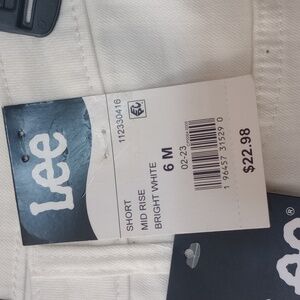 Lee
112330416
SHORT
MID RISE
BRIGHT WHITE
6 M
02-23
1 96457 31529 0
$22.98
®